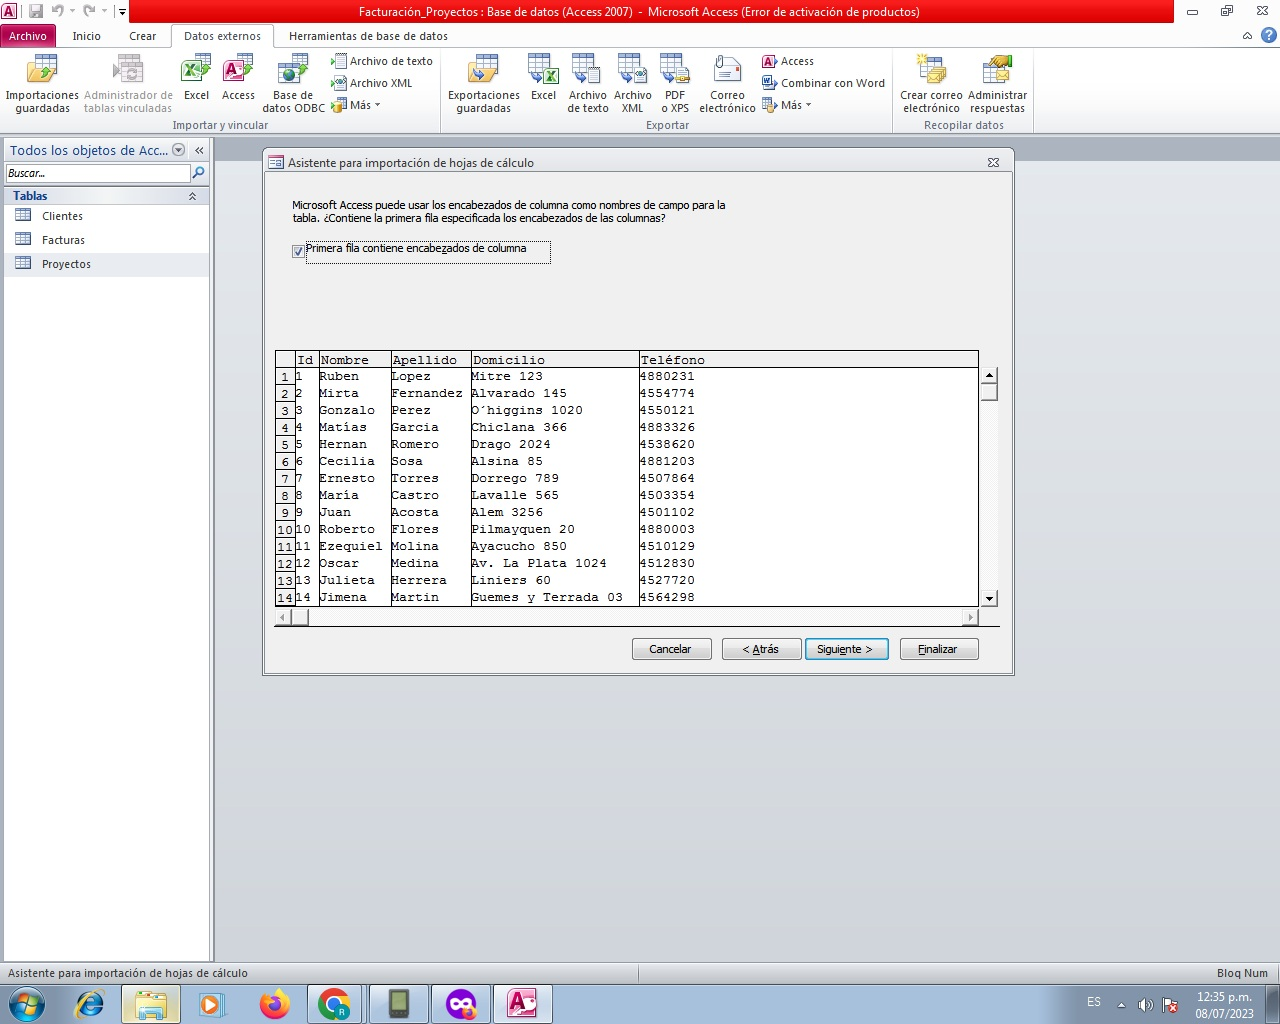 Facturación_Proyectos : Base de datos (Access 2007) - Microsoft Access (Error de activación de productos)
Archivo Inicio Crear Datos externos Herramientas de base de datos
Importaciones guardadas
Administrador de tablas vinculadas
Excel
Access
Base de datos ODBC
Archivo de texto
Archivo XML
Más
Importar y vincular
Exportaciones guardadas
Excel
Archivo de texto
Archivo XML
PDF o XPS
Correo electrónico
Access
Combinar con Word
Más
Exportar
Crear correo electrónico
Administrar respuestas
Recopilar datos
Todos los objetos de Acc...
Buscar...
Tablas
Clientes
Facturas
Proyectos
Asistente para importación de hojas de cálculo
Microsoft Access puede usar los encabezados de columna como nombres de campo para la
tabla. ¿Contiene la primera fila especificada los encabezados de las columnas?
Primera fila contiene encabezados de columna
Id Nombre Apellido Domicilio Teléfono
1 1 Ruben Lopez Mitre 123 4880231
2 2 Mirta Fernandez Alvarado 145 4554774
3 3 Gonzalo Perez O´higgins 1020 4550121
4 4 Matías Garcia Chiclana 366 4883326
5 5 Hernan Romero Drago 2024 4538620
6 6 Cecilia Sosa Alsina 85 4881203
7 7 Ernesto Torres Dorrego 789 4507864
8 8 María Castro Lavalle 565 4503354
9 9 Juan Acosta Alem 3256 4501102
10 10 Roberto Flores Pilmayquen 20 4880003
11 11 Ezequiel Molina Ayacucho 850 4510129
12 12 Oscar Medina Av. La Plata 1024 4512830
13 13 Julieta Herrera Liniers 60 4527720
14 14 Jimena Martin Guemes y Terrada 03 4564298
Cancelar < Atrás Siguiente > Finalizar
Asistente para importación de hojas de cálculo
Bloq Num
ES
12:35 p.m.
08/07/2023